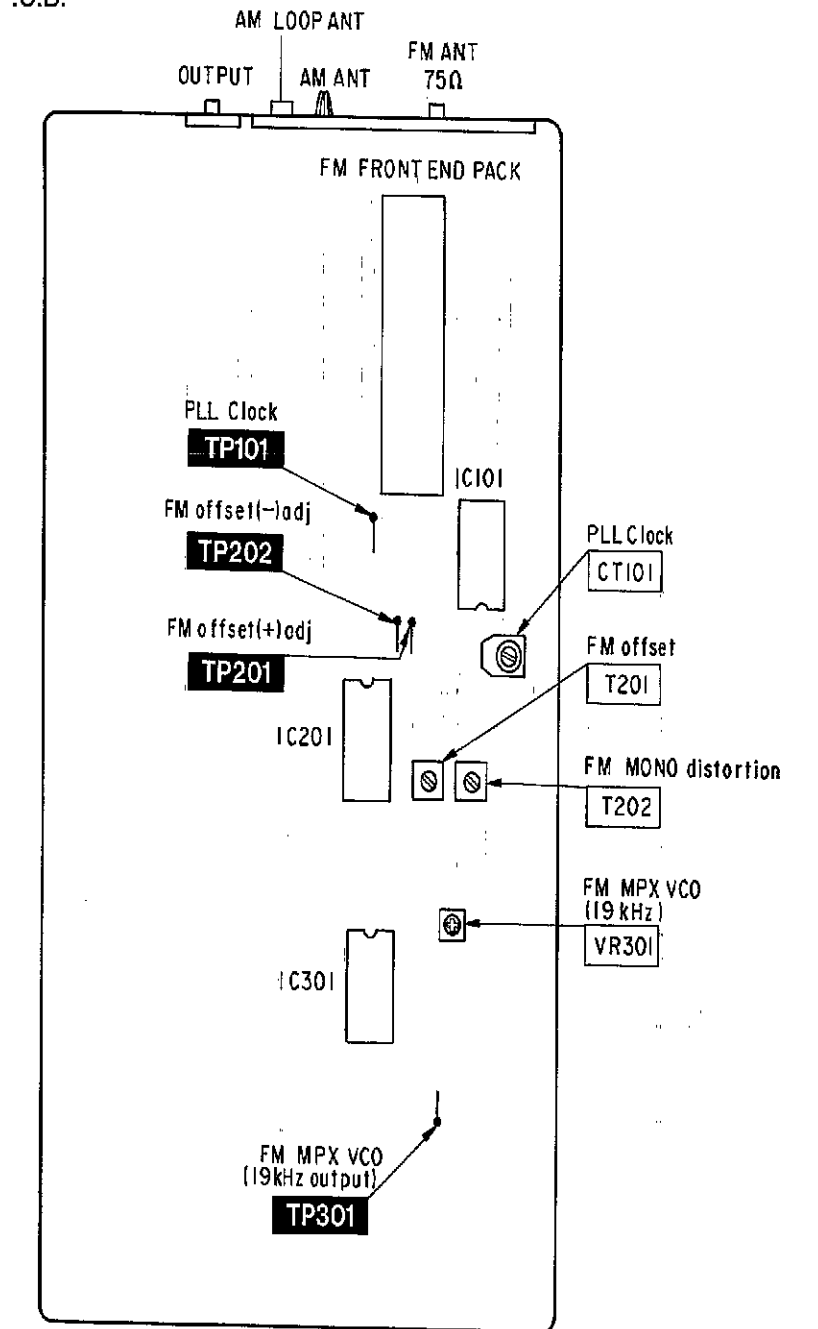 .C.B.
AM LOOP ANT
OUTPUT
AM ANT
FM ANT
75Ω
FM FRONT END PACK
PLL Clock
TP101
IC101
FM offset(−)adj
TP202
PLL Clock
CT101
FM offset(+)adj
TP201
FM offset
T201
IC201
FM MONO distortion
T202
FM MPX VCO
(19 kHz)
VR301
IC301
FM MPX VCO
(19kHz output)
TP301